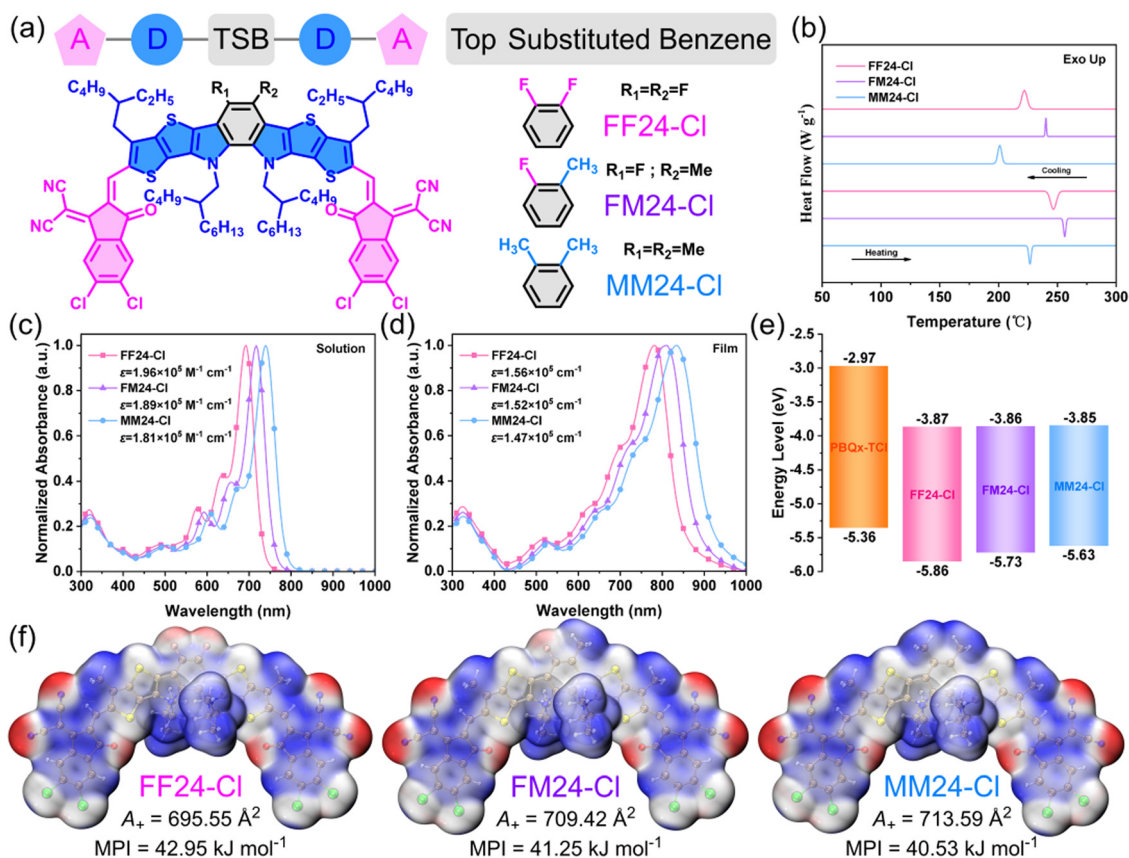 (a)
A D TSB D A
Top Substituted Benzene
C₄H₉
C₂H₅
R₁ R₂
C₂H₅
C₄H₉
S S
S S
N N
NC
CN
O
C₄H₉
C₆H₁₃
C₄H₉
C₆H₁₃
O
CN
NC
Cl Cl
Cl Cl
F F
R₁=R₂=F
FF24-Cl
F CH₃
R₁=F ; R₂=Me
FM24-Cl
H₃C CH₃
R₁=R₂=Me
MM24-Cl
(b)
Exo Up
FF24-Cl
FM24-Cl
MM24-Cl
Cooling
Heating
Heat Flow (W g⁻¹)
50 100 150 200 250 300
Temperature (℃)
(c)
Solution
FF24-Cl
ε=1.96×10⁵ M⁻¹ cm⁻¹
FM24-Cl
ε=1.89×10⁵ M⁻¹ cm⁻¹
MM24-Cl
ε=1.81×10⁵ M⁻¹ cm⁻¹
Normalized Absorbance (a.u.)
1.0
0.8
0.6
0.4
0.2
0.0
300 400 500 600 700 800 900 1000
Wavelength (nm)
(d)
Film
FF24-Cl
ε=1.56×10⁵ cm⁻¹
FM24-Cl
ε=1.52×10⁵ cm⁻¹
MM24-Cl
ε=1.47×10⁵ cm⁻¹
Normalized Absorbance (a.u.)
1.0
0.8
0.6
0.4
0.2
0.0
300 400 500 600 700 800 900 1000
Wavelength (nm)
(e)
Energy Level (eV)
-2.5
-3.0
-3.5
-4.0
-4.5
-5.0
-5.5
-6.0
-2.97
PBQx-TCl
-5.36
-3.87
FF24-Cl
-5.86
-3.86
FM24-Cl
-5.73
-3.85
MM24-Cl
-5.63
(f)
FF24-Cl
A₊ = 695.55 Å²
MPI = 42.95 kJ mol⁻¹
FM24-Cl
A₊ = 709.42 Å²
MPI = 41.25 kJ mol⁻¹
MM24-Cl
A₊ = 713.59 Å²
MPI = 40.53 kJ mol⁻¹